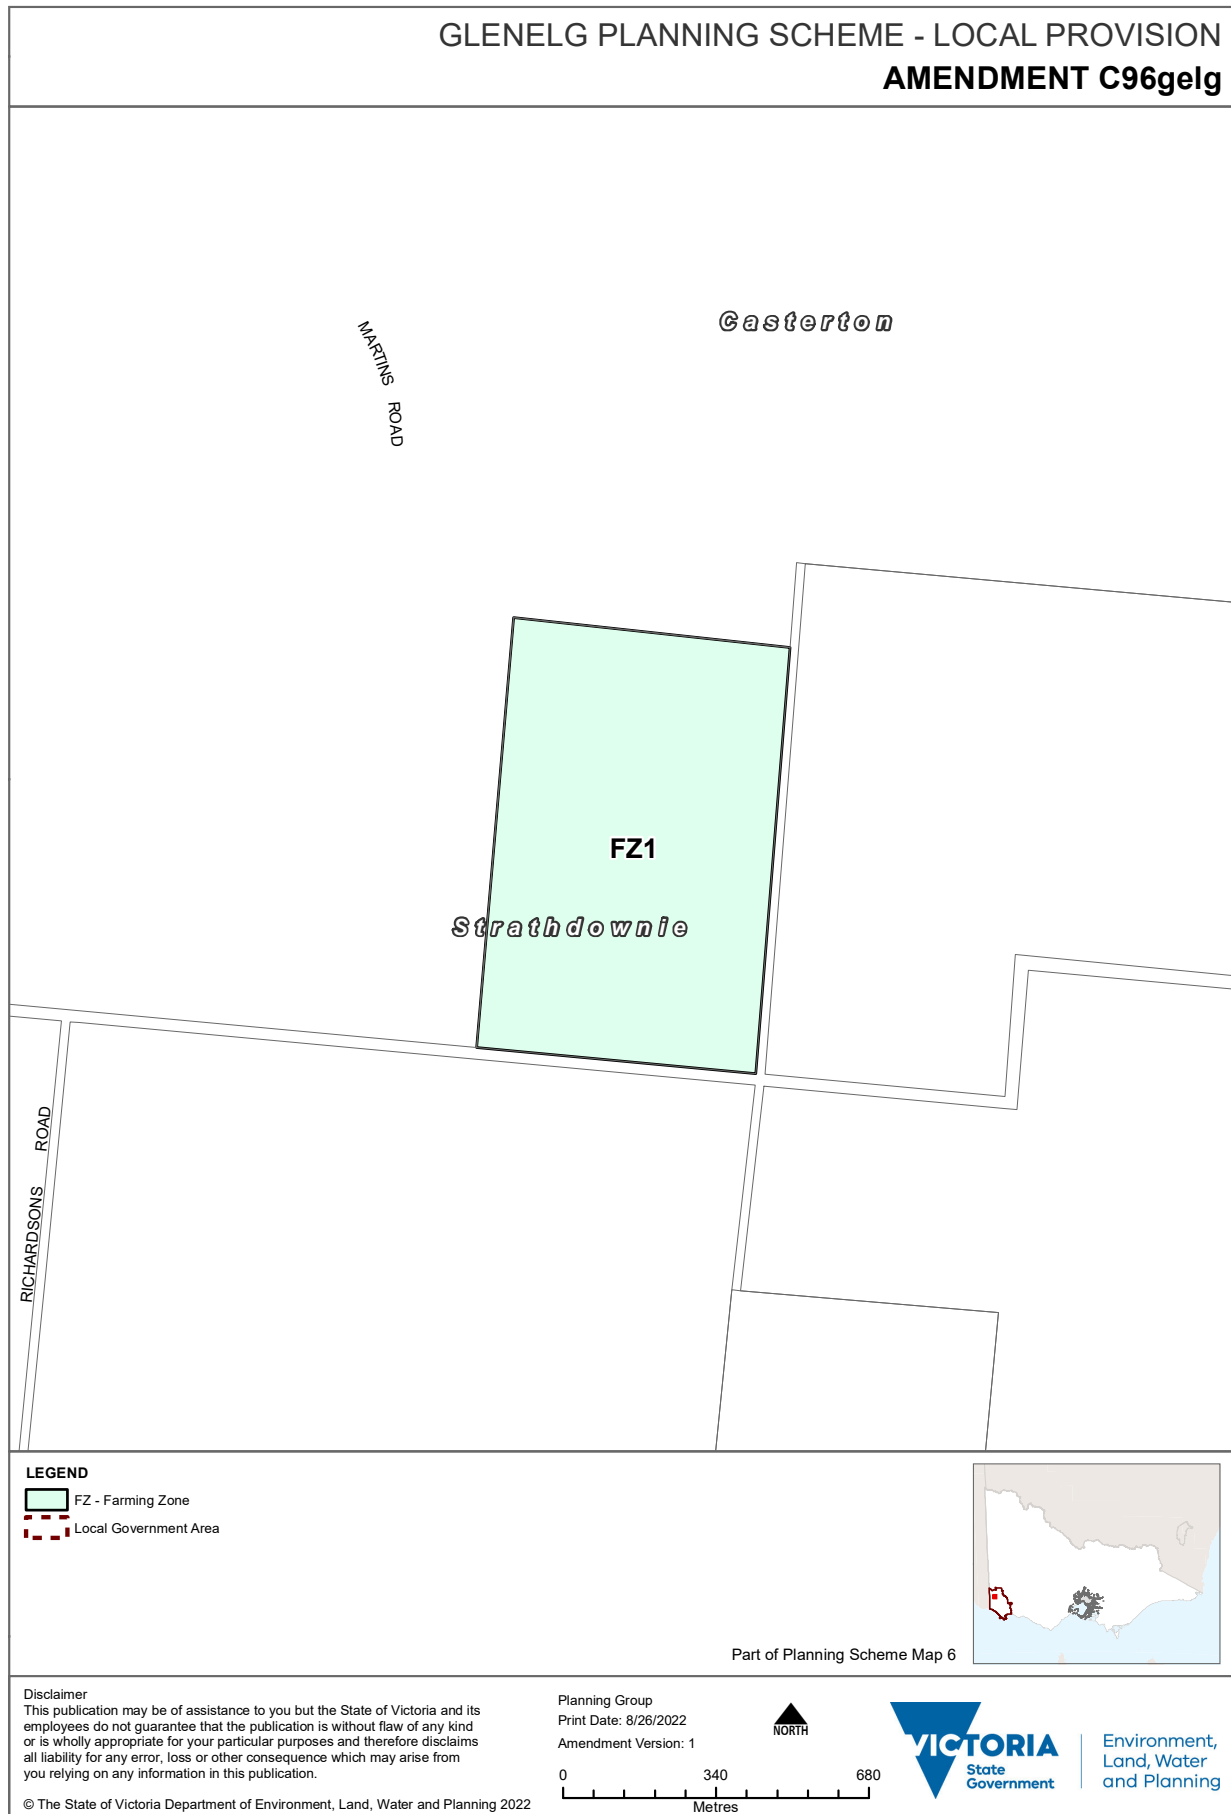 GLENELG PLANNING SCHEME - LOCAL PROVISION
AMENDMENT C96gelg
Casterton
MARTINS ROAD
FZ1
Strathdownie
RICHARDSONS ROAD
LEGEND
FZ - Farming Zone
Local Government Area
Part of Planning Scheme Map 6
Disclaimer
This publication may be of assistance to you but the State of Victoria and its
employees do not guarantee that the publication is without flaw of any kind
or is wholly appropriate for your particular purposes and therefore disclaims
all liability for any error, loss or other consequence which may arise from
you relying on any information in this publication.
© The State of Victoria Department of Environment, Land, Water and Planning 2022
Planning Group
Print Date: 8/26/2022
Amendment Version: 1
NORTH
0 340 680
Metres
VICTORIA
State
Government
Environment,
Land, Water
and Planning